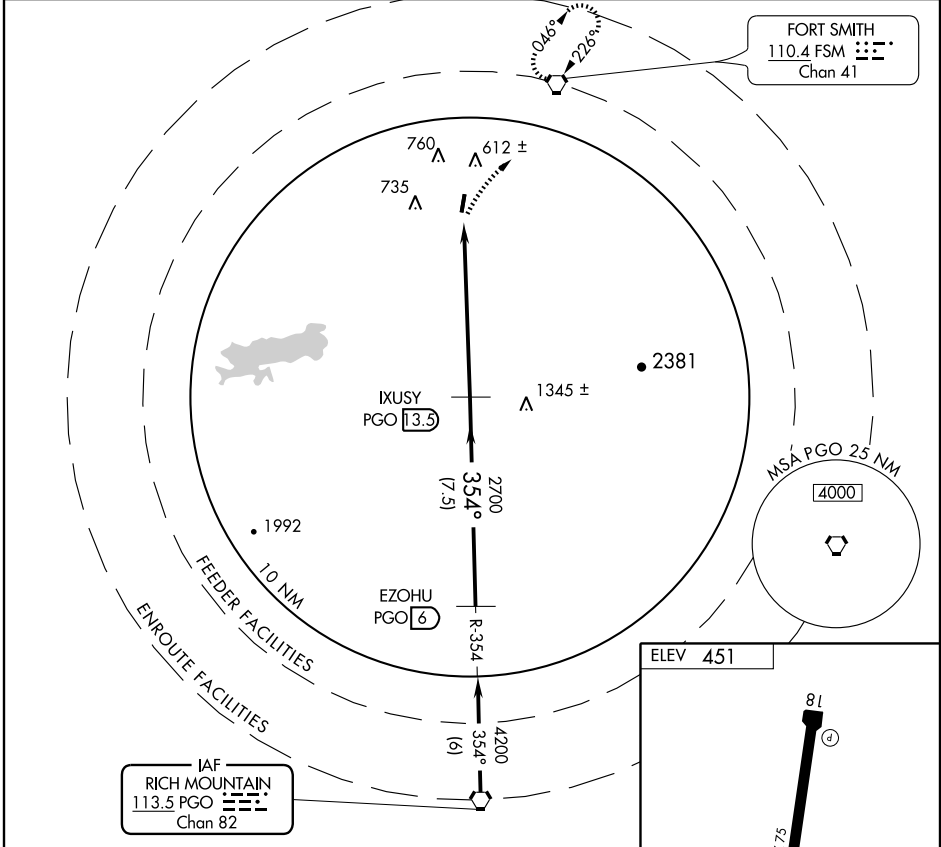 046°
226°
FORT SMITH
110.4 FSM
Chan 41
760
612 ±
735
2381
IXUSY
PGO 13.5
1345 ±
MSA PGO 25 NM
4000
2700
354°
(7.5)
1992
10 NM
FEEDER FACILITIES
ENROUTE FACILITIES
EZOHU
PGO 6
R-354
4200
354°
(6)
ELEV 451
18
P
IAF
RICH MOUNTAIN
113.5 PGO
Chan 82